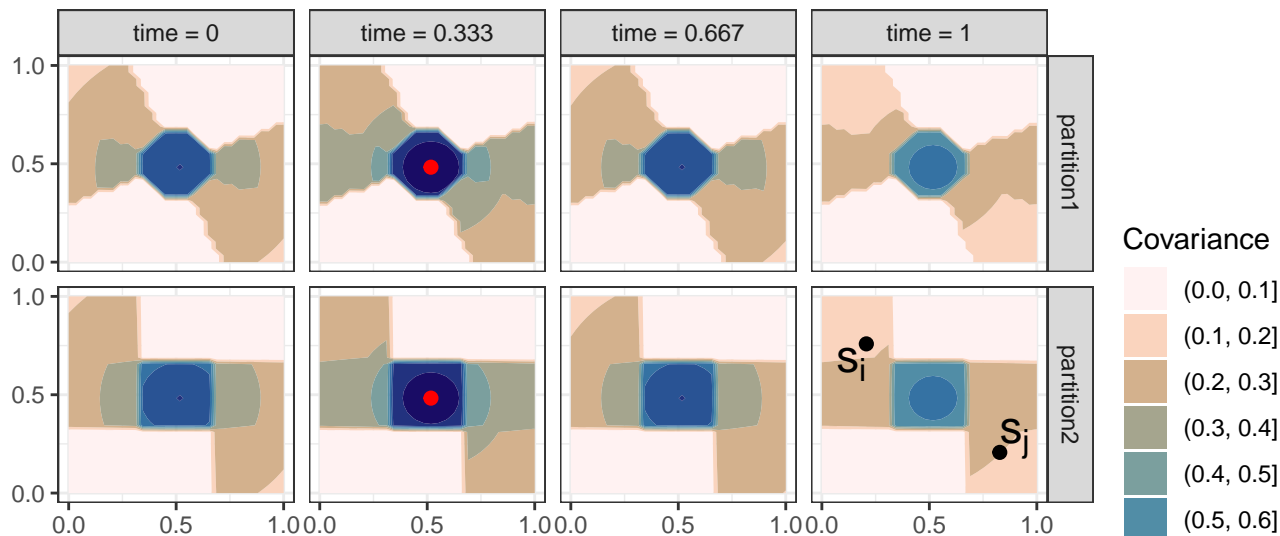 time = 0 time = 0.333 time = 0.667 time = 1
1.0
0.5
0.0
partition1
1.0
0.5
0.0
partition2
si
sj
0.0 0.5 1.0 0.0 0.5 1.0 0.0 0.5 1.0 0.0 0.5 1.0
Covariance
(0.0, 0.1]
(0.1, 0.2]
(0.2, 0.3]
(0.3, 0.4]
(0.4, 0.5]
(0.5, 0.6]